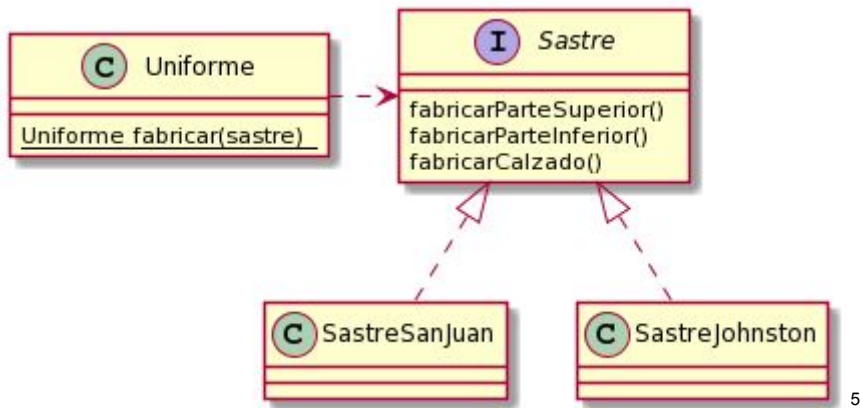 C Uniforme
Uniforme fabricar(sastre)
I Sastre
fabricarParteSuperior()
fabricarParteInferior()
fabricarCalzado()
C SastreSanJuan
C SastreJohnston
5